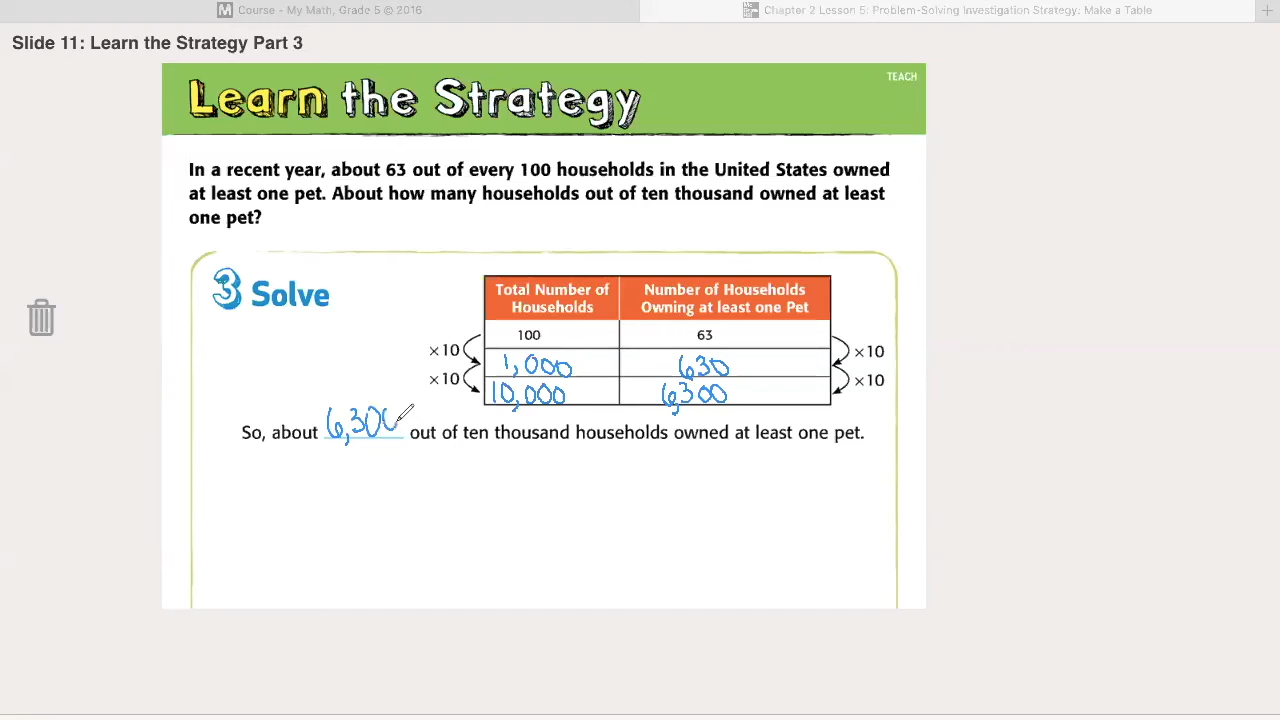 Course - My Math, Grade 5 © 2016
Chapter 2 Lesson 5: Problem-Solving Investigation Strategy: Make a Table
Slide 11: Learn the Strategy Part 3
TEACH
Learn the Strategy
In a recent year, about 63 out of every 100 households in the United States owned
at least one pet. About how many households out of ten thousand owned at least
one pet?
3 Solve
Total Number of Households
Number of Households Owning at least one Pet
100 63
×10 ×10
1,000 630
×10 ×10
10,000 6,300
So, about 6,300 out of ten thousand households owned at least one pet.